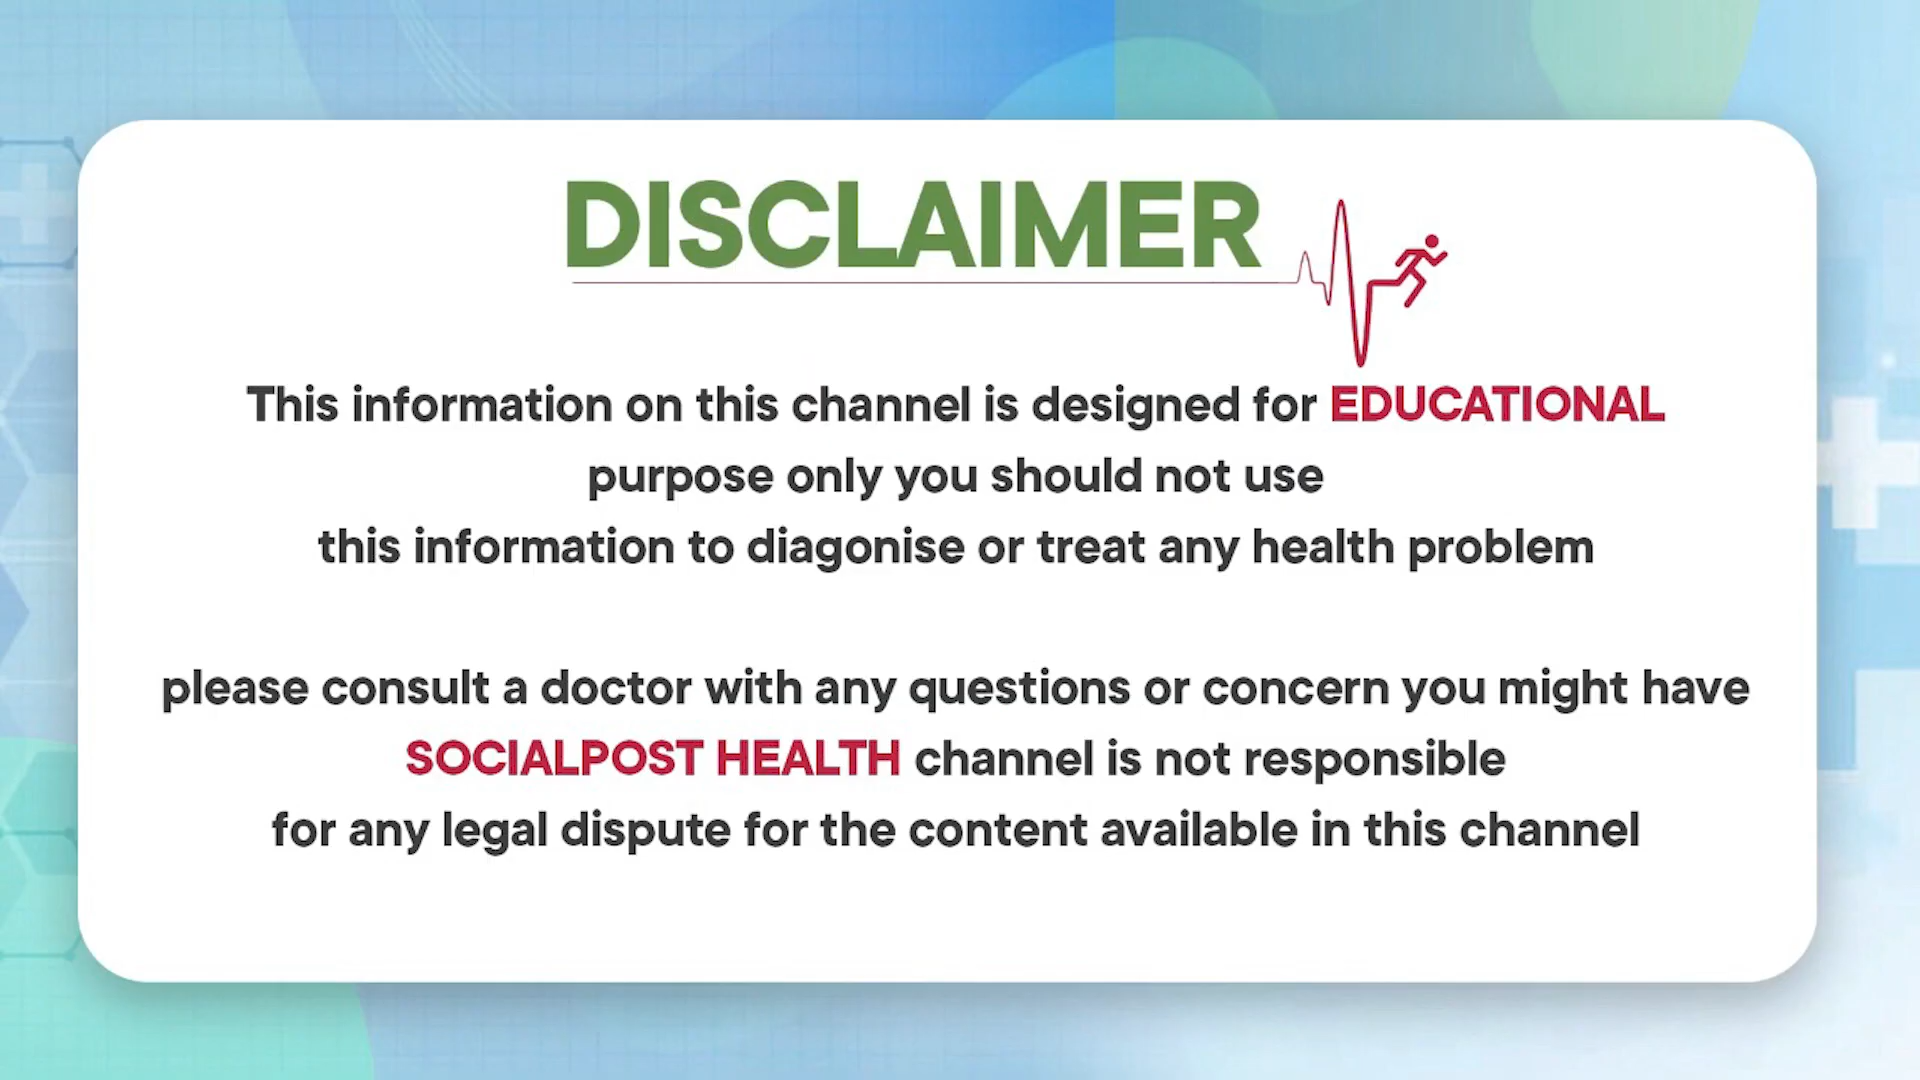 DISCLAIMER
This information on this channel is designed for EDUCATIONAL
purpose only you should not use
this information to diagonise or treat any health problem
please consult a doctor with any questions or concern you might have
SOCIALPOST HEALTH channel is not responsible
for any legal dispute for the content available in this channel